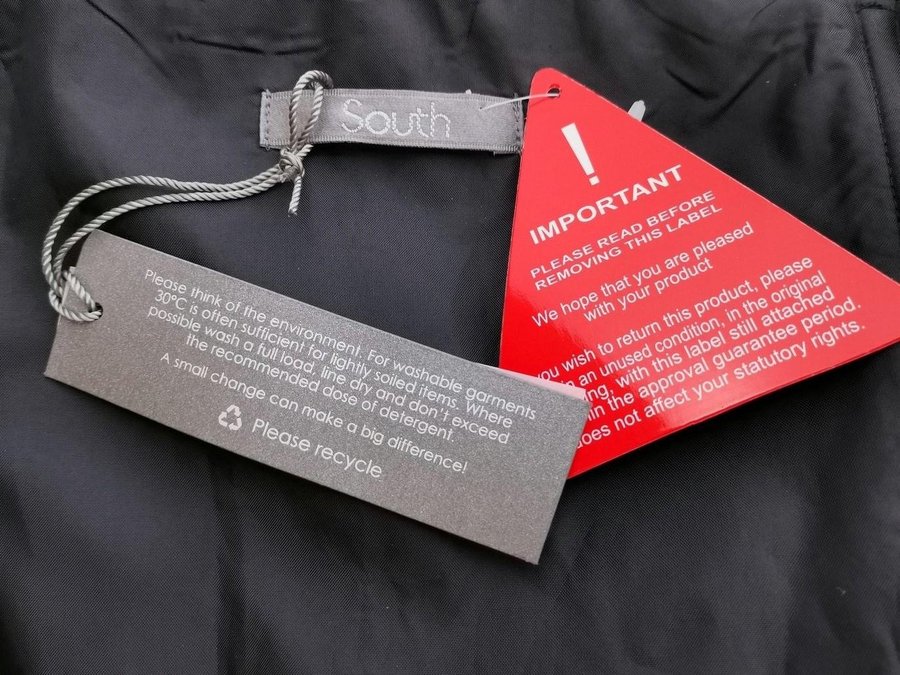 South
!
IMPORTANT
PLEASE READ BEFORE
REMOVING THIS LABEL
We hope that you are pleased
with your product
you wish to return this product, please
in an unused condition, in the original
with this label still attached
in the approval guarantee period.
does not affect your statutory rights.
Please think of the environment. For washable garments
30°C is often sufficient for lightly soiled items. Where
possible wash a full load, line dry and don't exceed
the recommended dose of detergent.
A small change can make a big difference!
Please recycle